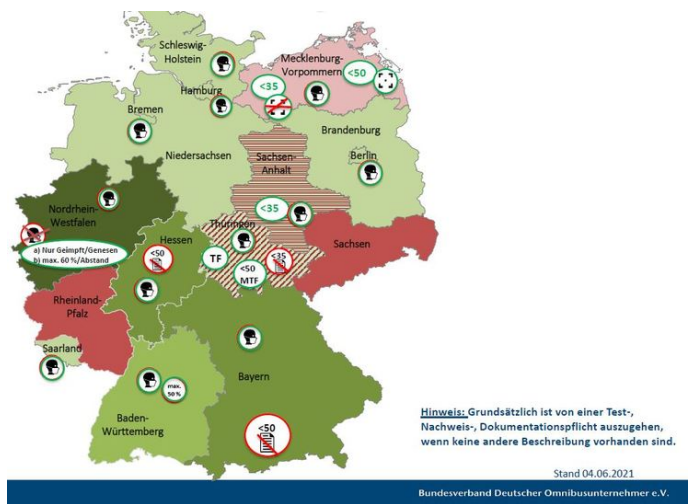 Schleswig-
Holstein
Mecklenburg-
Vorpommern
<50
<35
Hamburg
Bremen
Brandenburg
Niedersachsen
Sachsen-
Anhalt
Berlin
<35
Nordrhein-
Westfalen
a) Nur Geimpft/Genesen
b) max. 60 %/Abstand
Hessen
<50
Thüringen
TF
<50
MTF
<35
Sachsen
Rheinland-
Pfalz
Saarland
max.
50 %
Baden-
Württemberg
Bayern
<50
Hinweis: Grundsätzlich ist von einer Test-,
Nachweis-, Dokumentationspflicht auszugehen,
wenn keine andere Beschreibung vorhanden sind.
Stand 04.06.2021
Bundesverband Deutscher Omnibusunternehmer e.V.